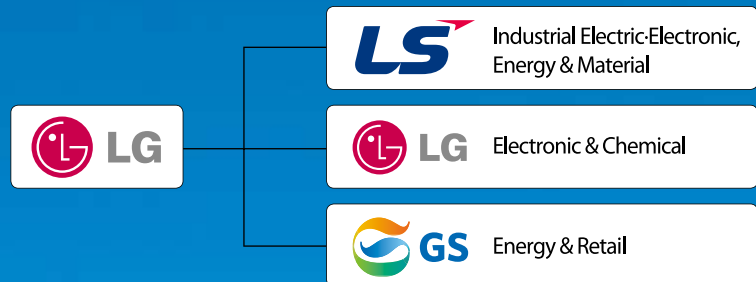 LG
LS
Industrial Electric·Electronic,
Energy & Material
LG
Electronic & Chemical
GS
Energy & Retail